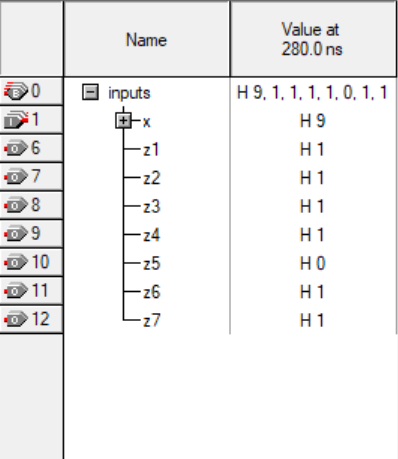 Name Value at
280.0 ns
0 inputs H 9, 1, 1, 1, 1, 0, 1, 1
1 x H 9
6 z1 H 1
7 z2 H 1
8 z3 H 1
9 z4 H 1
10 z5 H 0
11 z6 H 1
12 z7 H 1